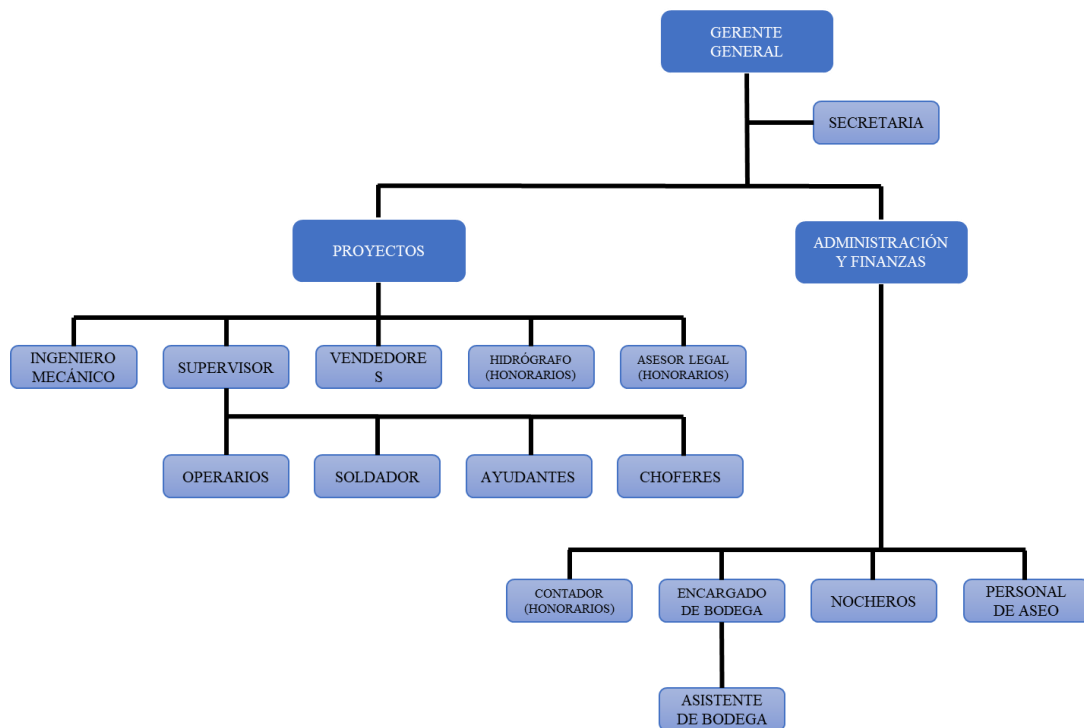 GERENTE
GENERAL
SECRETARIA
PROYECTOS
ADMINISTRACIÓN
Y FINANZAS
INGENIERO
MECÁNICO
SUPERVISOR
VENDEDORE
S
HIDRÓGRAFO
(HONORARIOS)
ASESOR LEGAL
(HONORARIOS)
OPERARIOS
SOLDADOR
AYUDANTES
CHOFERES
CONTADOR
(HONORARIOS)
ENCARGADO
DE BODEGA
NOCHEROS
PERSONAL
DE ASEO
ASISTENTE
DE BODEGA